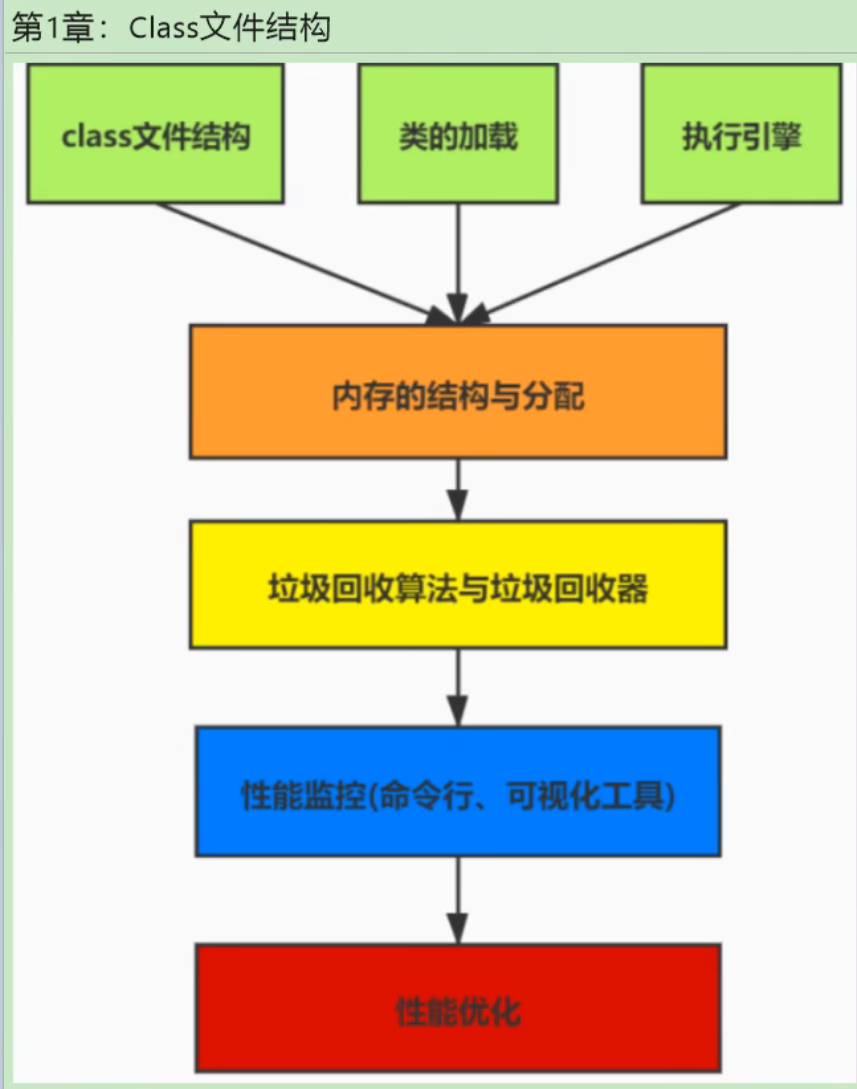 第1章：Class文件结构
class文件结构
类的加载
执行引擎
内存的结构与分配
垃圾回收算法与垃圾回收器
性能监控(命令行、可视化工具)
性能优化